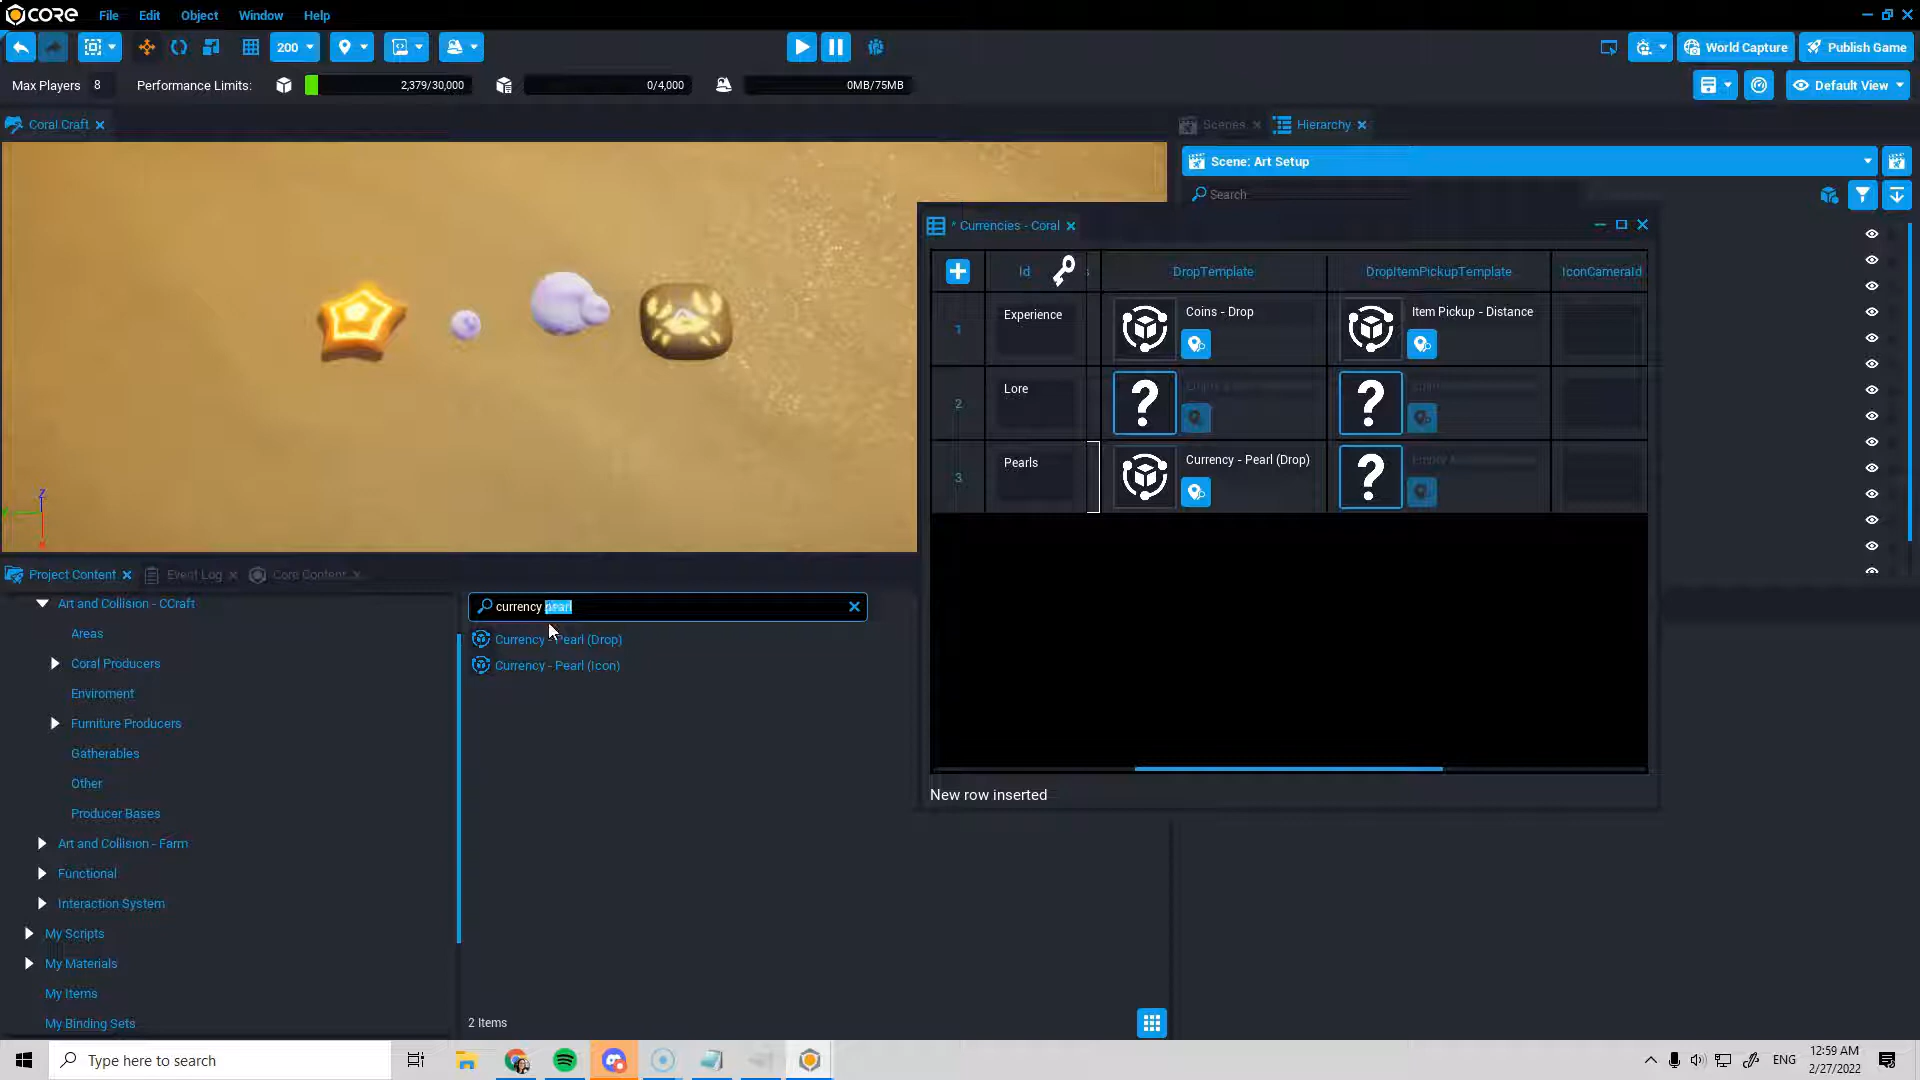 CORE File Edit Object Window Help
200 World Capture Publish Game
Max Players 8 Performance Limits: 2,379/30,000 0/4,000 0MB/75MB Default View
Coral Craft Scenes Hierarchy
Scene: Art Setup
Search
* Currencies - Coral
Id DropTemplate DropItemPickupTemplate IconCameraId
1 Experience Coins - Drop Item Pickup - Distance
2 Lore
3 Pearls Currency - Pearl (Drop)
New row inserted
Z
Project Content Event Log Core Content
Art and Collision - CCraft
Areas
Coral Producers
Enviroment
Furniture Producers
Gatherables
Other
Producer Bases
Art and Collision - Farm
Functional
Interaction System
My Scripts
My Materials
My Items
My Binding Sets
currency pearl
Currency - Pearl (Drop)
Currency - Pearl (Icon)
2 Items
Type here to search
ENG 12:59 AM
2/27/2022